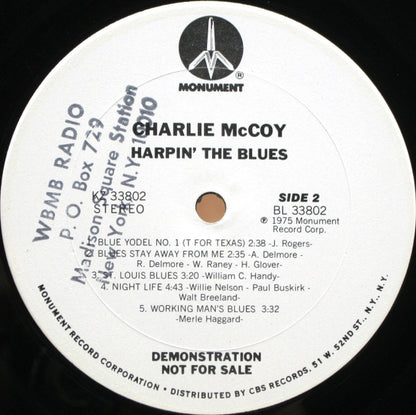 ®
MONUMENT
CHARLIE McCOY
HARPIN' THE BLUES
WBMB RADIO
P. O. Box 729
Madison Square Station
New York, N.Y. 10010
KZ 33802
STEREO
SIDE 2
BL 33802
℗ 1975 Monument
Record Corp.
1. BLUE YODEL NO. 1 (T FOR TEXAS) 2:38 -J. Rogers-
2. BLUES STAY AWAY FROM ME 2:35 -A. Delmore -
R. Delmore - W. Raney - H. Glover-
3. ST. LOUIS BLUES 3:20 -William C. Handy-
4. NIGHT LIFE 4:43 -Willie Nelson - Paul Buskirk -
Walt Breeland-
5. WORKING MAN'S BLUES 3:32
-Merle Haggard-
DEMONSTRATION
NOT FOR SALE
MONUMENT RECORD CORPORATION • DISTRIBUTED BY CBS RECORDS, 51 W. 52ND ST., N.Y., N.Y.